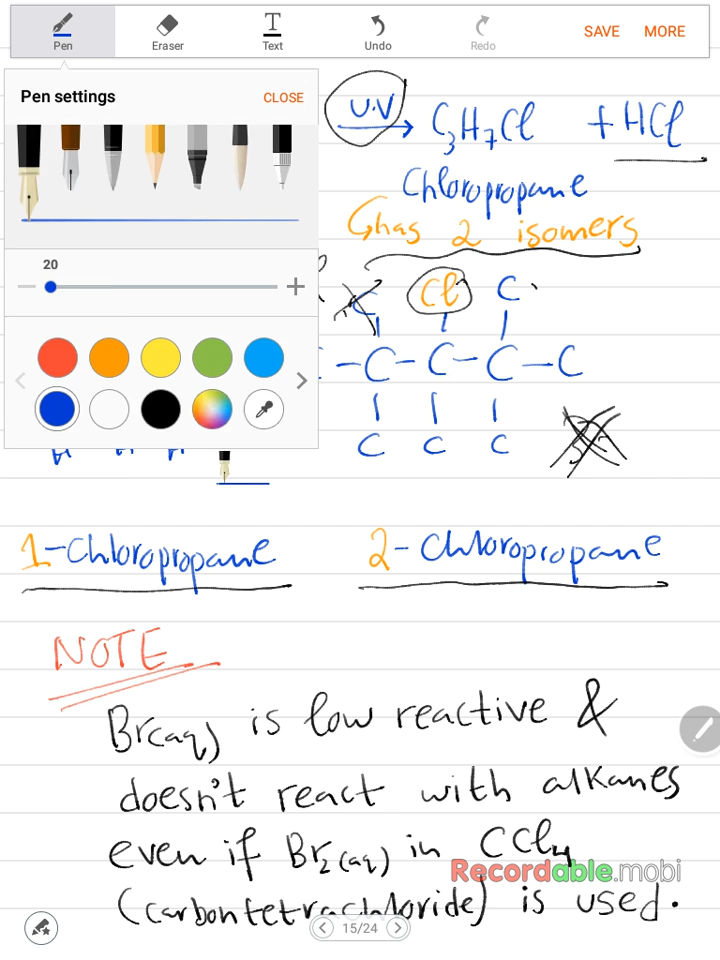 Pen
Eraser
Text
Undo
Redo
SAVE
MORE
Pen settings
CLOSE
20
U.V
C3H7Cl + HCl
Chloropropane
has 2 isomers
C Cl C
-C-C-C-C
C C C
1-Chloropropane
2-Chloropropane
NOTE
Br(aq) is low reactive &
doesn't react with alkanes
even if Br2(aq) in CCl4
(carbontetrachloride) is used.
Recordable.mobi
15/24